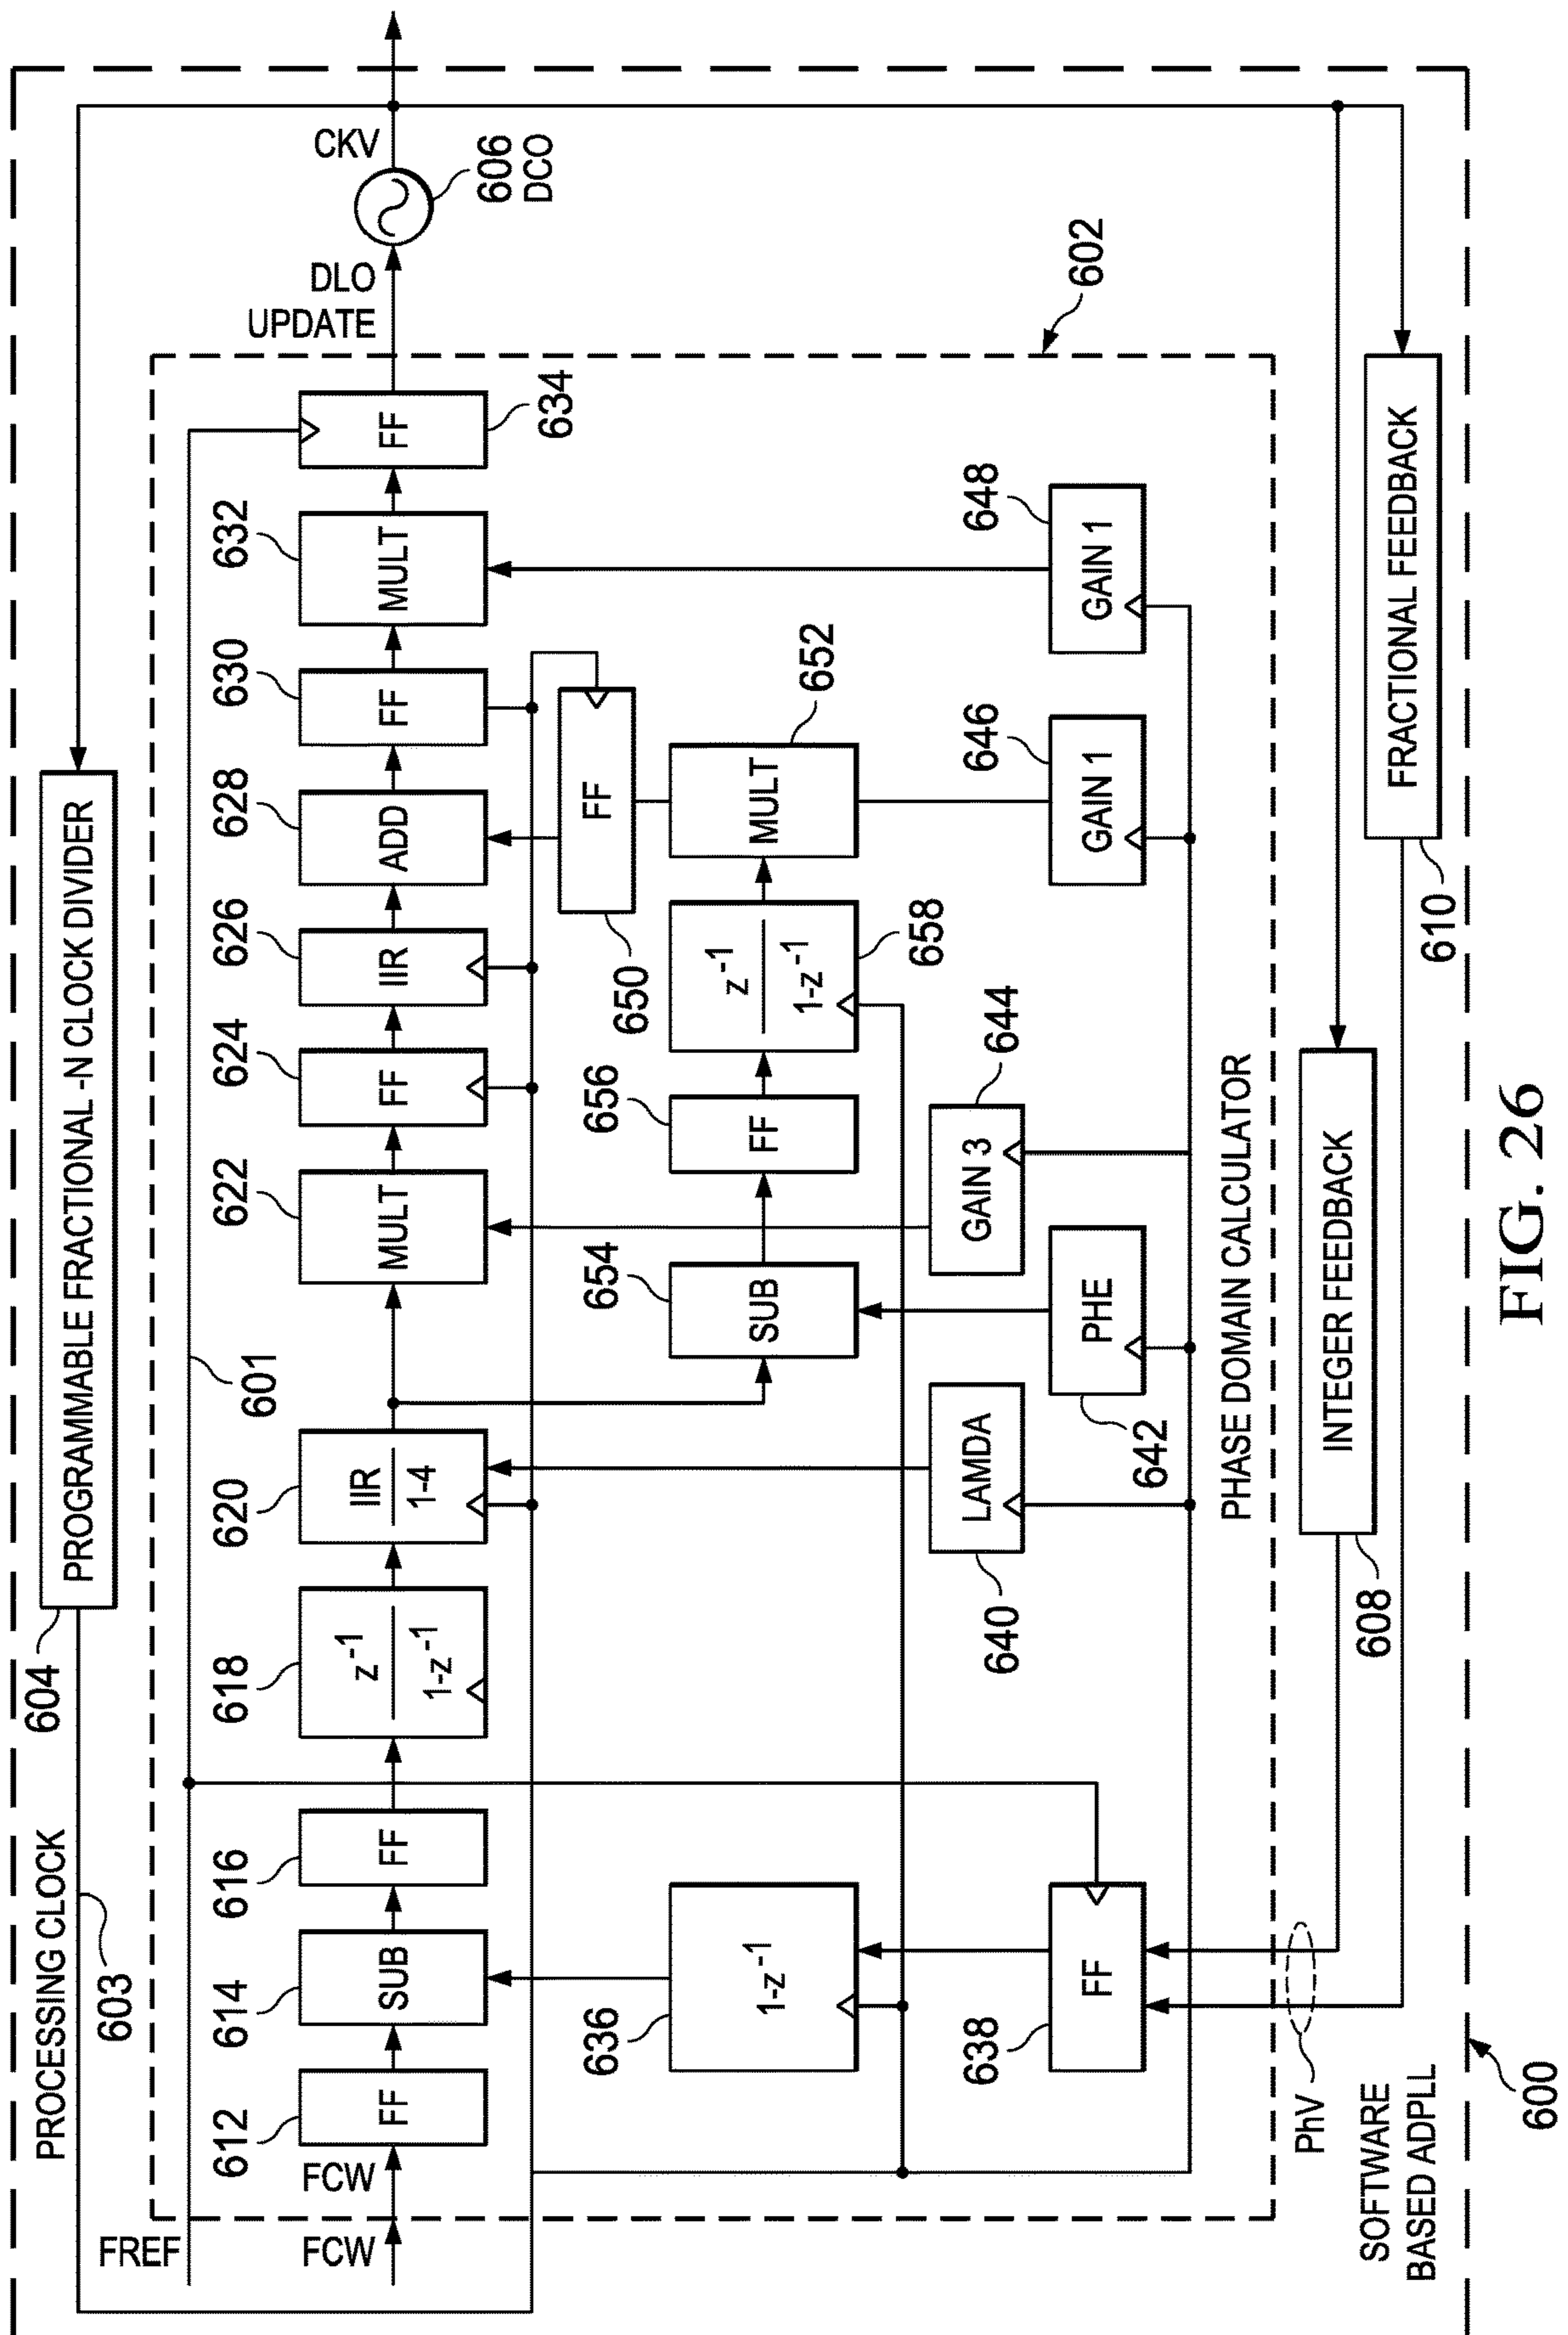 PROCESSING CLOCK
603
604
PROGRAMMABLE FRACTIONAL -N CLOCK DIVIDER
FREF
601
FCW
FCW
612
FF
614
SUB
616
FF
618
z⁻¹
1-z⁻¹
620
IIR
1-4
622
MULT
624
FF
626
IIR
628
ADD
630
FF
632
MULT
FF
634
DLO
UPDATE
CKV
606
DCO
650
FF
636
1-z⁻¹
654
SUB
656
FF
z⁻¹
1-z⁻¹
658
MULT
652
640
LAMDA
GAIN 3
644
638
FF
642
PHE
646
GAIN 1
648
GAIN 1
602
PHASE DOMAIN CALCULATOR
PhV
608
INTEGER FEEDBACK
610
FRACTIONAL FEEDBACK
SOFTWARE
BASED ADPLL
600
FIG. 26